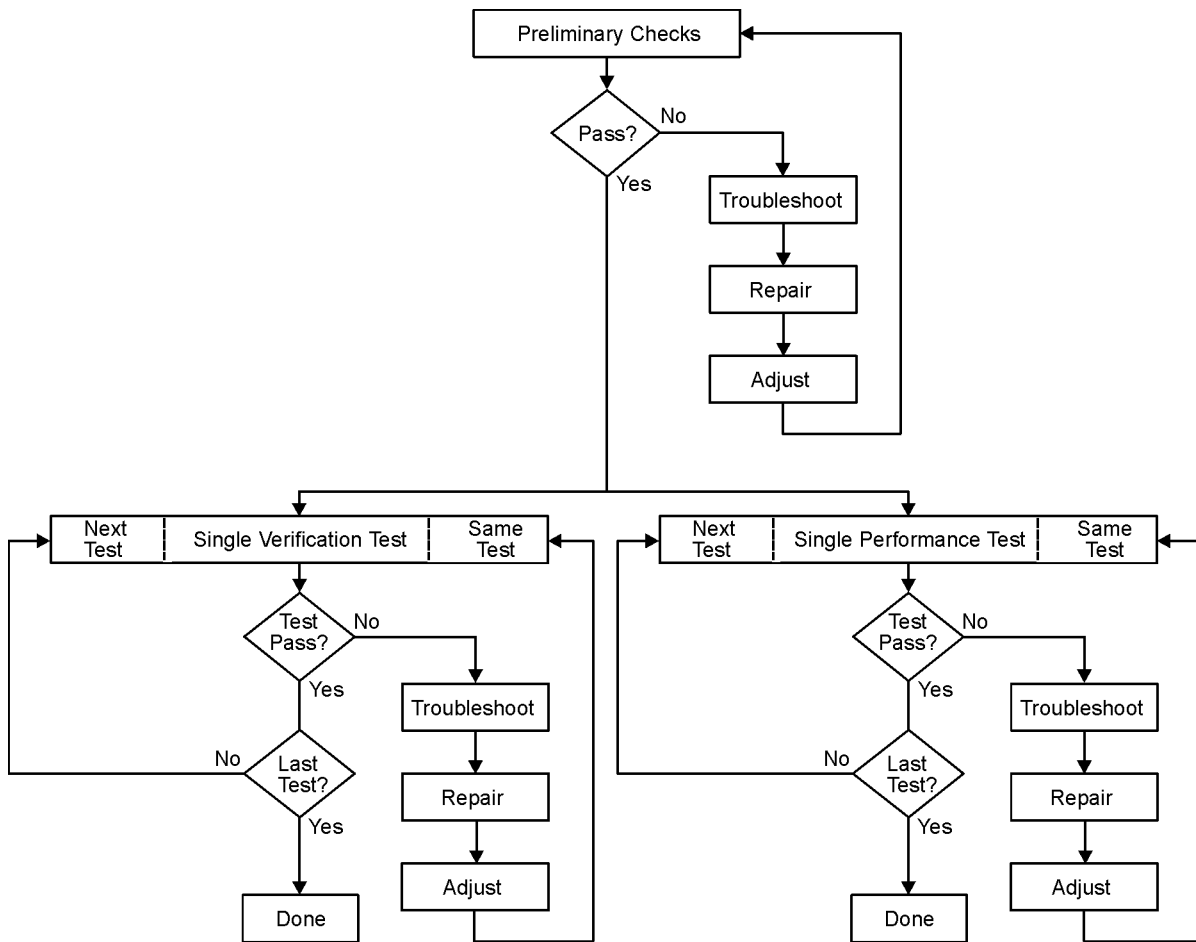 Preliminary Checks
Pass?
No
Yes
Troubleshoot
Repair
Adjust
Next
Test
Single Verification Test
Same
Test
Test
Pass?
No
Yes
Troubleshoot
Last
Test?
No
Yes
Repair
Adjust
Done
Next
Test
Single Performance Test
Same
Test
Test
Pass?
No
Yes
Troubleshoot
Last
Test?
No
Yes
Repair
Adjust
Done